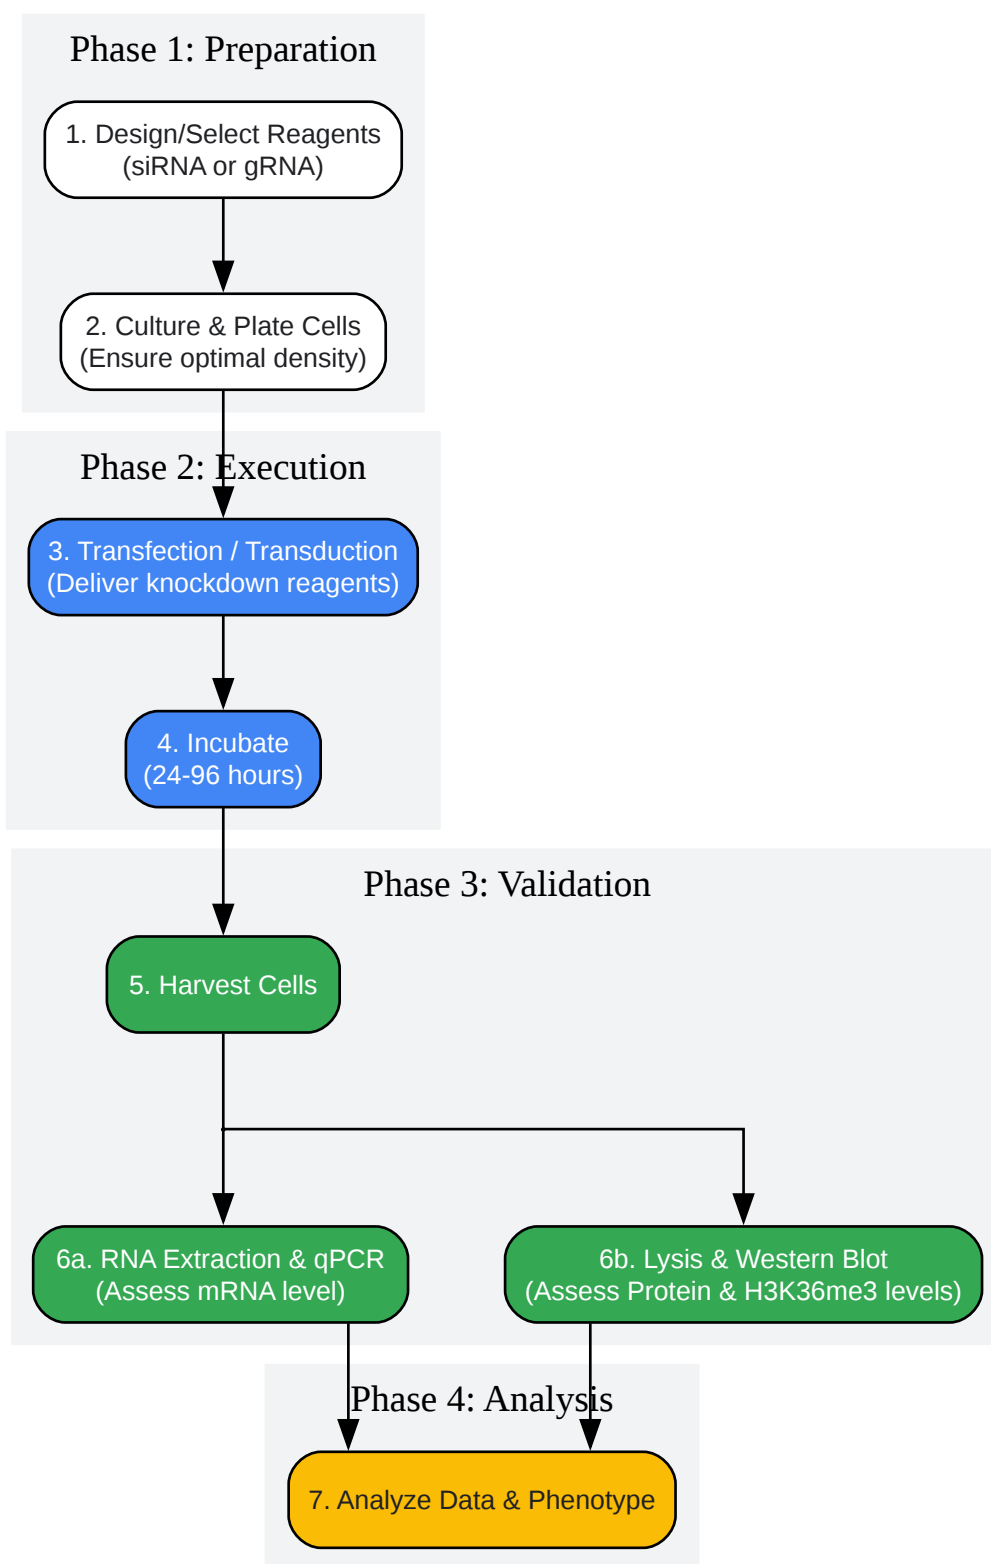 Phase 1: Preparation
1. Design/Select Reagents
(siRNA or gRNA)
2. Culture & Plate Cells
(Ensure optimal density)
Phase 2: Execution
3. Transfection / Transduction
(Deliver knockdown reagents)
4. Incubate
(24-96 hours)
Phase 3: Validation
5. Harvest Cells
6a. RNA Extraction & qPCR
(Assess mRNA level)
6b. Lysis & Western Blot
(Assess Protein & H3K36me3 levels)
Phase 4: Analysis
7. Analyze Data & Phenotype